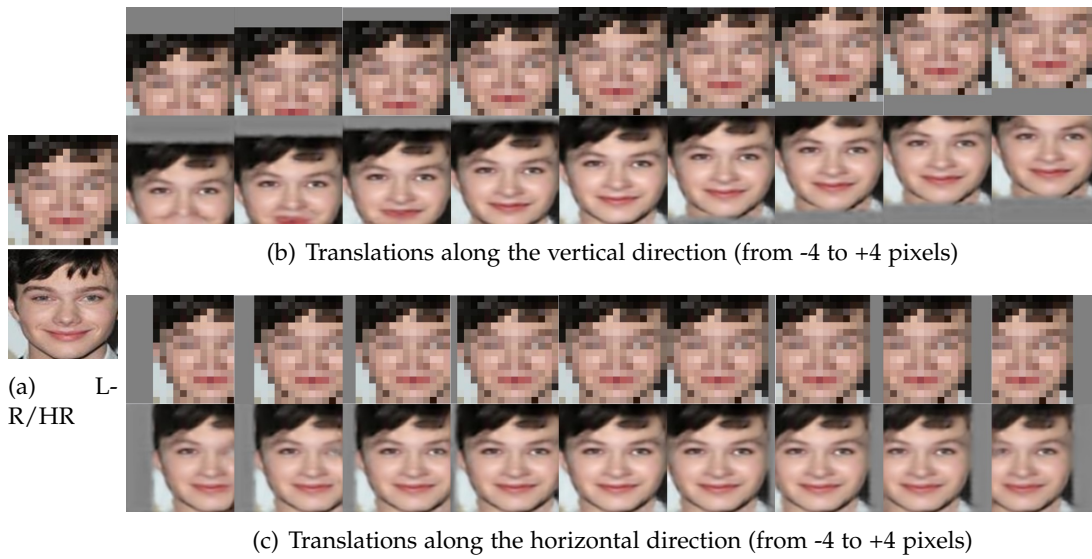 (b) Translations along the vertical direction (from -4 to +4 pixels)
(a) L-
R/HR
(c) Translations along the horizontal direction (from -4 to +4 pixels)